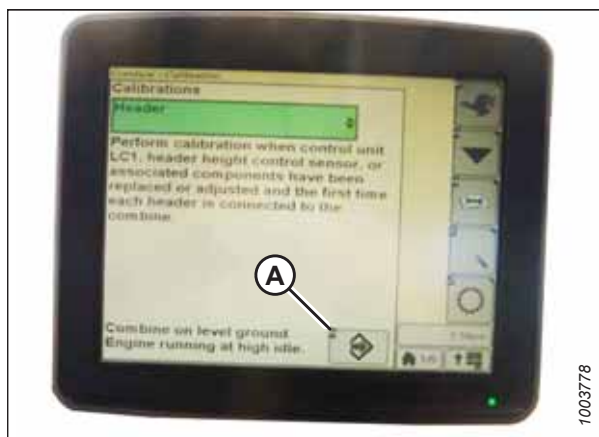 Combine - Calibration
Calibrations
Header
Perform calibration when control unit
LC1, header height control sensor, or
associated components have been
replaced or adjusted and the first time
each header is connected to the
combine.
A
Combine on level ground.
Engine running at high idle.
1003778